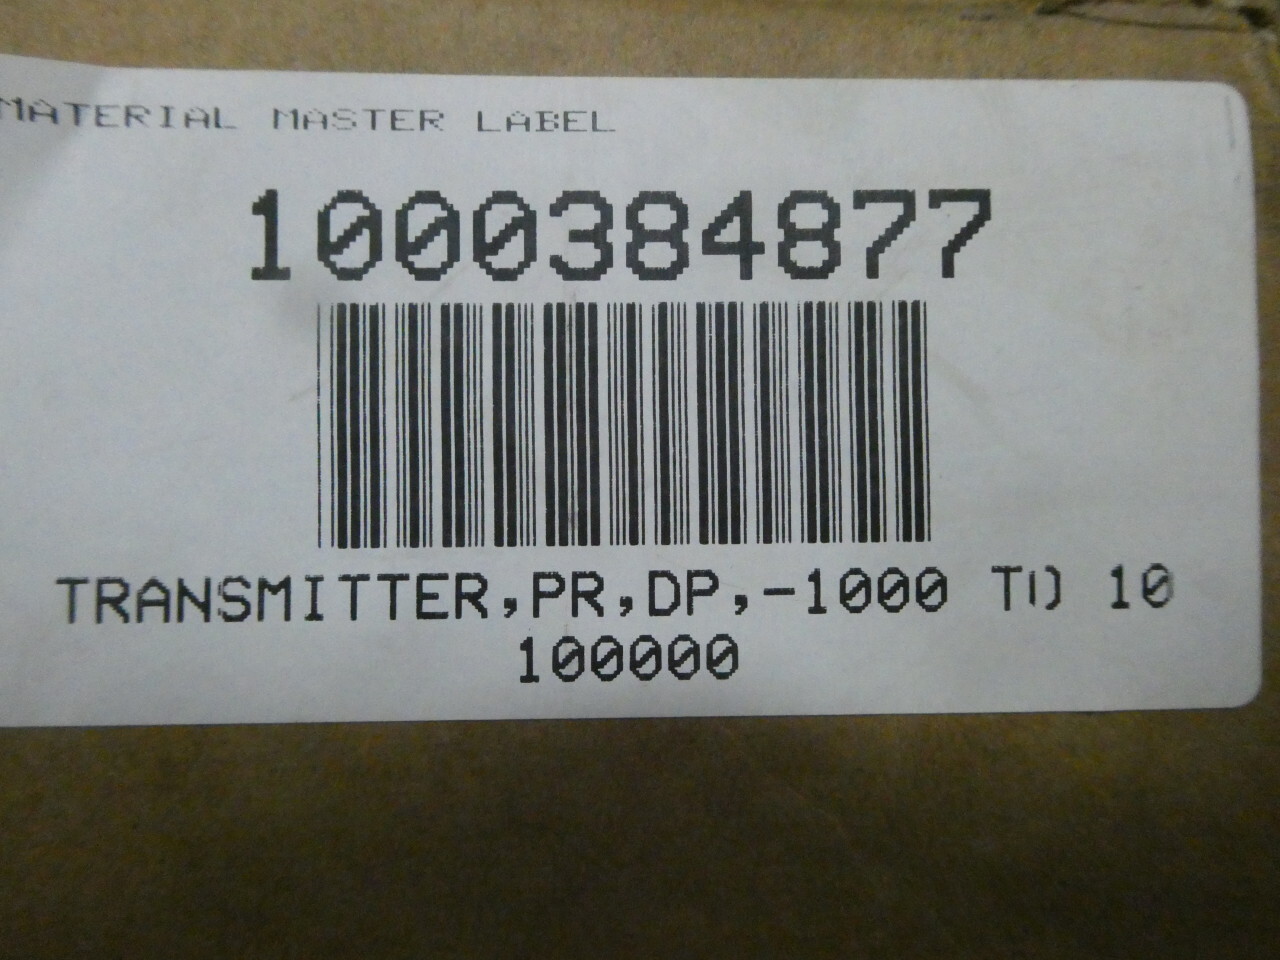 MATERIAL MASTER LABEL
1000384877
TRANSMITTER,PR,DP,-1000 TO 10
100000